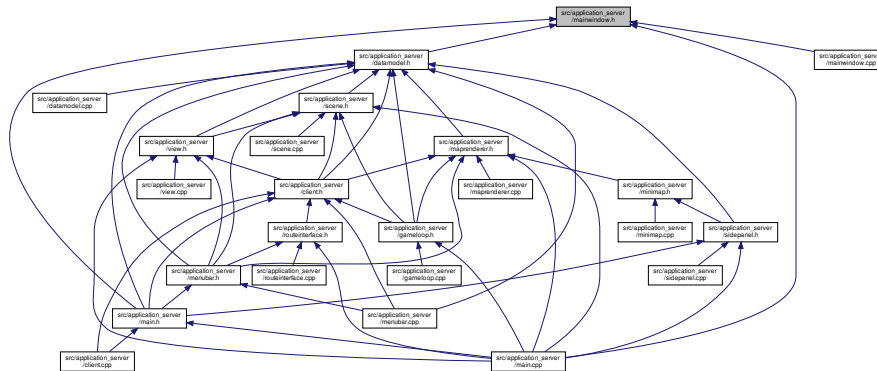 src/application_server
/mainwindow.h
src/application_server
/datamodel.h
src/application_server
/mainwindow.cpp
src/application_server
/datamodel.cpp
src/application_server
/scene.h
src/application_server
/view.h
src/application_server
/scene.cpp
src/application_server
/maprenderer.h
src/application_server
/view.cpp
src/application_server
/client.h
src/application_server
/maprenderer.cpp
src/application_server
/minimap.h
src/application_server
/routeinterface.h
src/application_server
/gameloop.h
src/application_server
/minimap.cpp
src/application_server
/sidepanel.h
src/application_server
/menubar.h
src/application_server
/routeinterface.cpp
src/application_server
/gameloop.cpp
src/application_server
/sidepanel.cpp
src/application_server
/main.h
src/application_server
/menubar.cpp
src/application_server
/client.cpp
src/application_server
/main.cpp